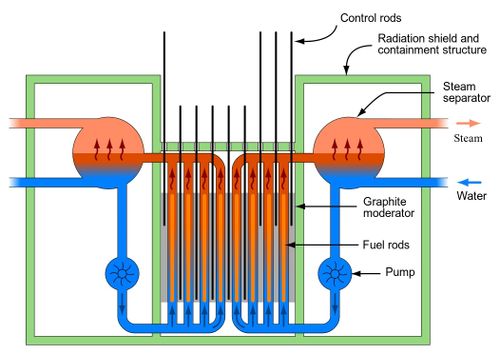 Control rods
Radiation shield and
containment structure
Steam
separator
Steam
Water
Graphite
moderator
Fuel rods
Pump